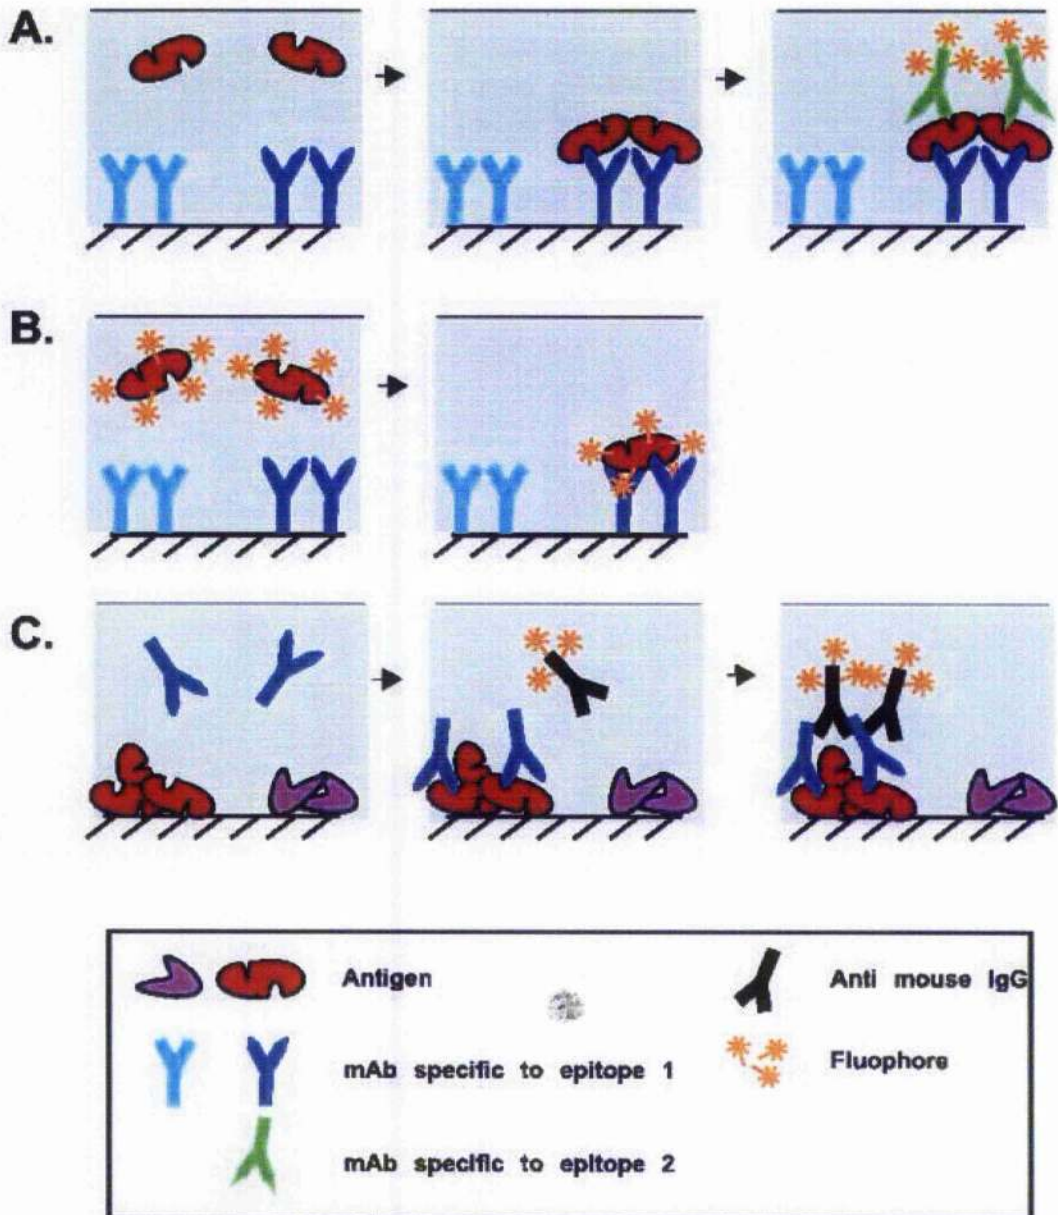 A.
B.
C.
Antigen
Anti mouse IgG
mAb specific to epitope 1
Fluophore
mAb specific to epitope 2